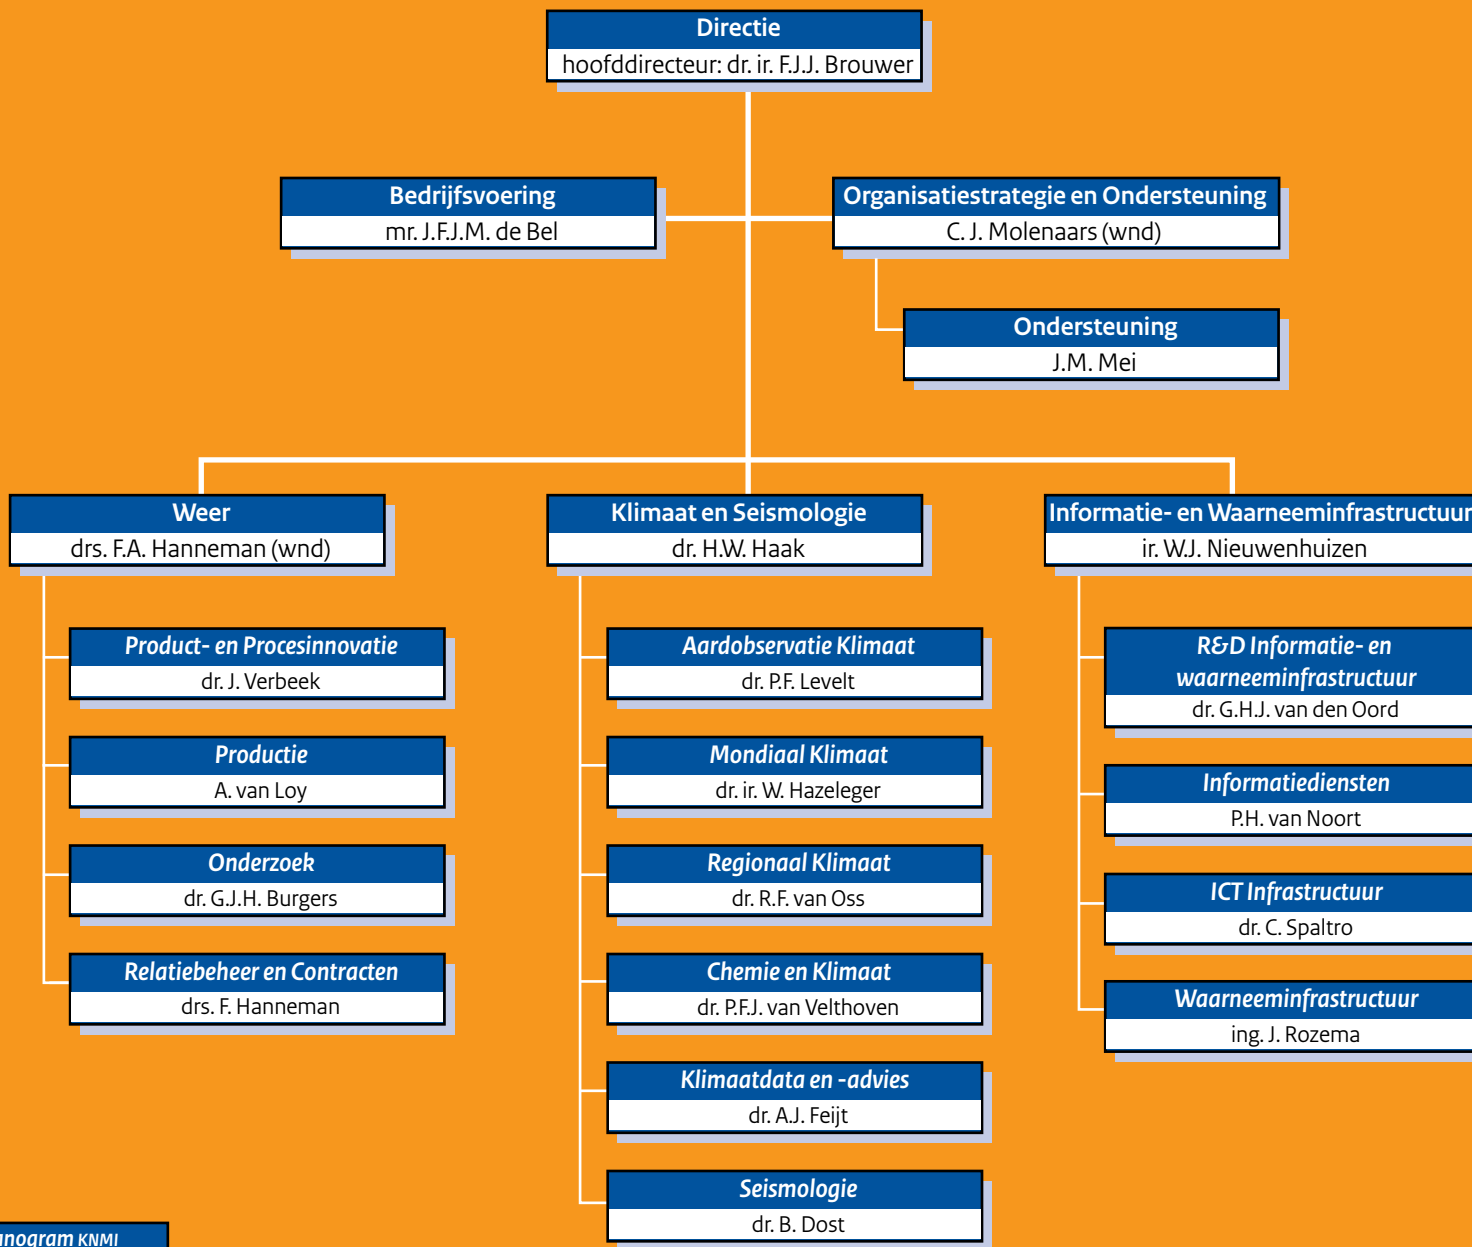 Directie
hoofddirecteur: dr. ir. F.J.J. Brouwer
Bedrijfsvoering
mr. J.F.J.M. de Bel
Organisatiestrategie en Ondersteuning
C. J. Molenaars (wnd)
Ondersteuning
J.M. Mei
Weer
drs. F.A. Hanneman (wnd)
Product- en Procesinnovatie
dr. J. Verbeek
Productie
A. van Loy
Onderzoek
dr. G.J.H. Burgers
Relatiebeheer en Contracten
drs. F. Hanneman
Klimaat en Seismologie
dr. H.W. Haak
Aardobservatie Klimaat
dr. P.F. Levelt
Mondiaal Klimaat
dr. ir. W. Hazeleger
Regionaal Klimaat
dr. R.F. van Oss
Chemie en Klimaat
dr. P.F.J. van Velthoven
Klimaatdata en -advies
dr. A.J. Feijt
Seismologie
dr. B. Dost
Informatie- en Waarneeminfrastructuur
ir. W.J. Nieuwenhuizen
R&D Informatie- en
waarneeminfrastructuur
dr. G.H.J. van den Oord
Informatiediensten
P.H. van Noort
ICT Infrastructuur
dr. C. Spaltro
Waarneeminfrastructuur
ing. J. Rozema
KNMI